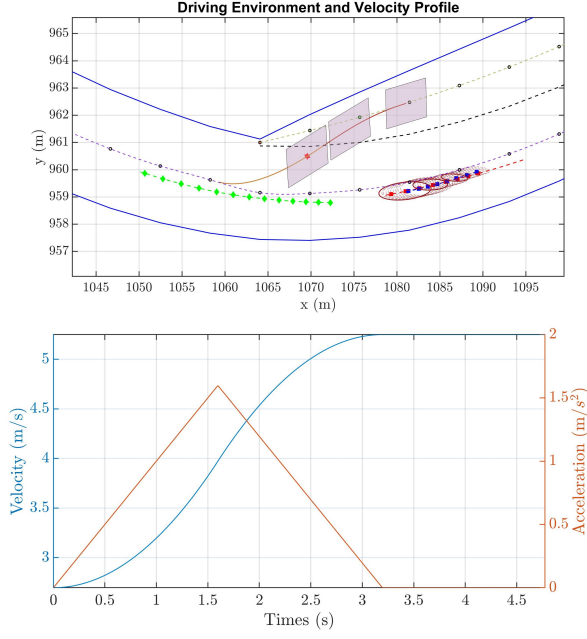 Driving Environment and Velocity Profile
965
964
963
962
961
960
959
958
957
y (m)
1045 1050 1055 1060 1065 1070 1075 1080 1085 1090 1095
x (m)
5
4.5
4
3.5
3
Velocity (m/s)
2
1.5
1
0.5
0
Acceleration (m/s²)
0 0.5 1 1.5 2 2.5 3 3.5 4 4.5
Times (s)